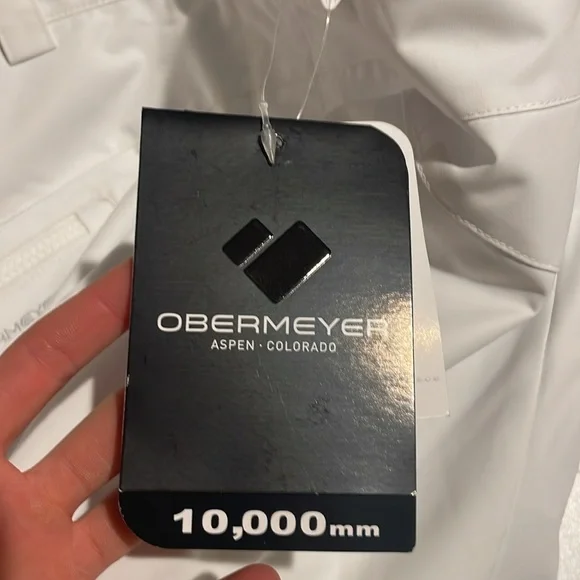 OBERMEYER
ASPEN · COLORADO
10,000mm